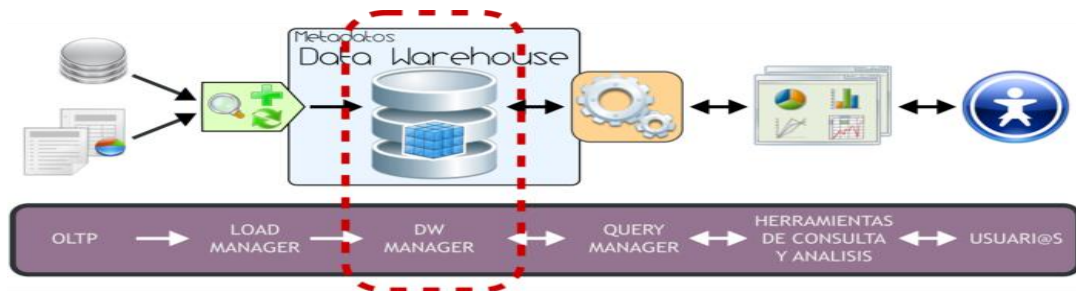 Metadatos
Data Warehouse
OLTP
LOAD
MANAGER
DW
MANAGER
QUERY
MANAGER
HERRAMIENTAS
DE CONSULTA
Y ANALISIS
USUARI@S